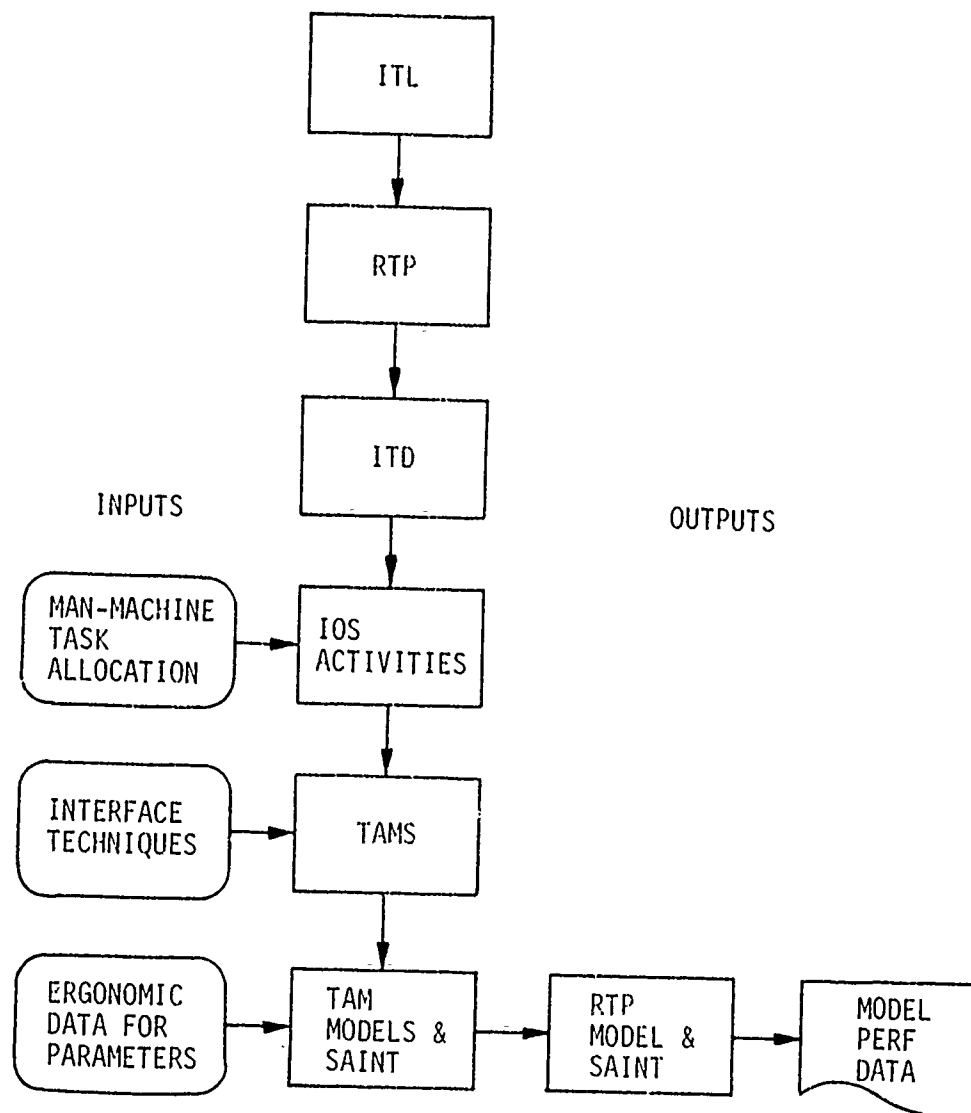 ITL
RTP
ITD
INPUTS
OUTPUTS
MAN-MACHINE
TASK
ALLOCATION
IOS
ACTIVITIES
INTERFACE
TECHNIQUES
TAMS
ERGONOMIC
DATA FOR
PARAMETERS
TAM
MODELS &
SAINT
RTP
MODEL &
SAINT
MODEL
PERF
DATA